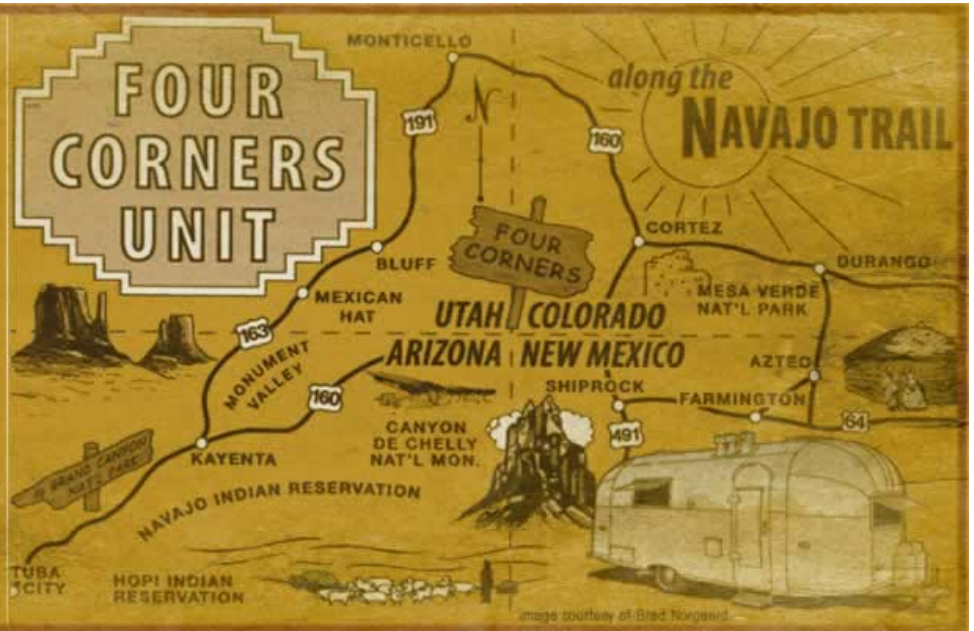 FOUR
CORNERS
UNIT
MONTICELLO
N
along the
NAVAJO TRAIL
191
160
CORTEZ
FOUR
CORNERS
BLUFF
DURANGO
MESA VERDE
NAT'L PARK
MEXICAN
HAT
UTAH
COLORADO
163
ARIZONA
NEW MEXICO
MONUMENT
VALLEY
160
AZTEC
SHIPROCK
FARMINGTON
64
491
CANYON
DE CHELLY
NAT'L MON.
KAYENTA
TO GRAND CANYON
NAT'L PARK
NAVAJO INDIAN RESERVATION
TUBA
CITY
HOPI INDIAN
RESERVATION
image courtesy of Brad Norgaard